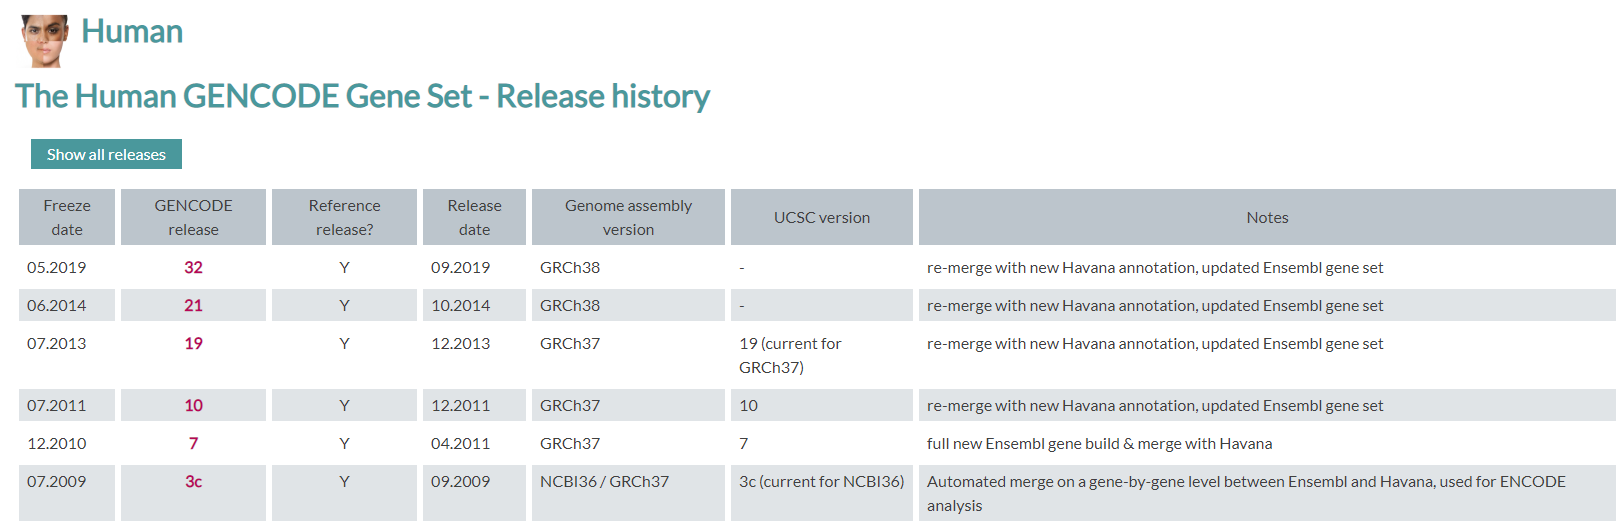 Human
The Human GENCODE Gene Set - Release history
Show all releases
Freeze date GENCODE release Reference release? Release date Genome assembly version UCSC version Notes
05.2019 32 Y 09.2019 GRCh38 - re-merge with new Havana annotation, updated Ensembl gene set
06.2014 21 Y 10.2014 GRCh38 - re-merge with new Havana annotation, updated Ensembl gene set
07.2013 19 Y 12.2013 GRCh37 19 (current for GRCh37) re-merge with new Havana annotation, updated Ensembl gene set
07.2011 10 Y 12.2011 GRCh37 10 re-merge with new Havana annotation, updated Ensembl gene set
12.2010 7 Y 04.2011 GRCh37 7 full new Ensembl gene build & merge with Havana
07.2009 3c Y 09.2009 NCBI36 / GRCh37 3c (current for NCBI36) Automated merge on a gene-by-gene level between Ensembl and Havana, used for ENCODE analysis